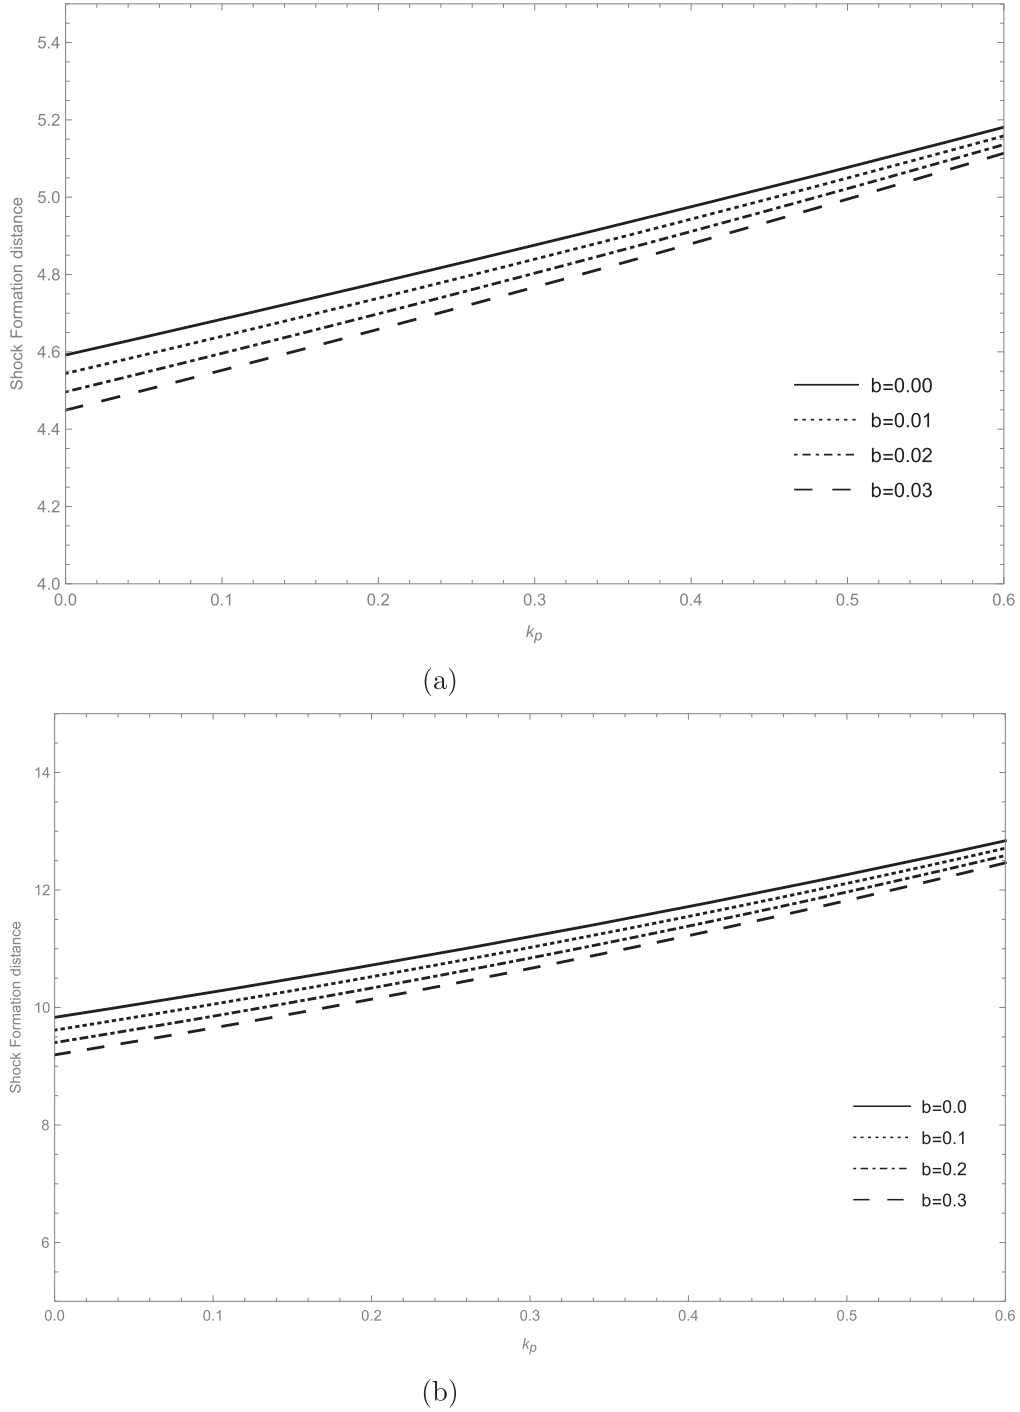 5.4
5.2
5.0
4.8
4.6
4.4
4.2
4.0
Shock Formation distance
b=0.00
b=0.01
b=0.02
b=0.03
0.0 0.1 0.2 0.3 0.4 0.5 0.6
kp
(a)
14
12
10
8
6
Shock Formation distance
b=0.0
b=0.1
b=0.2
b=0.3
0.0 0.1 0.2 0.3 0.4 0.5 0.6
kp
(b)